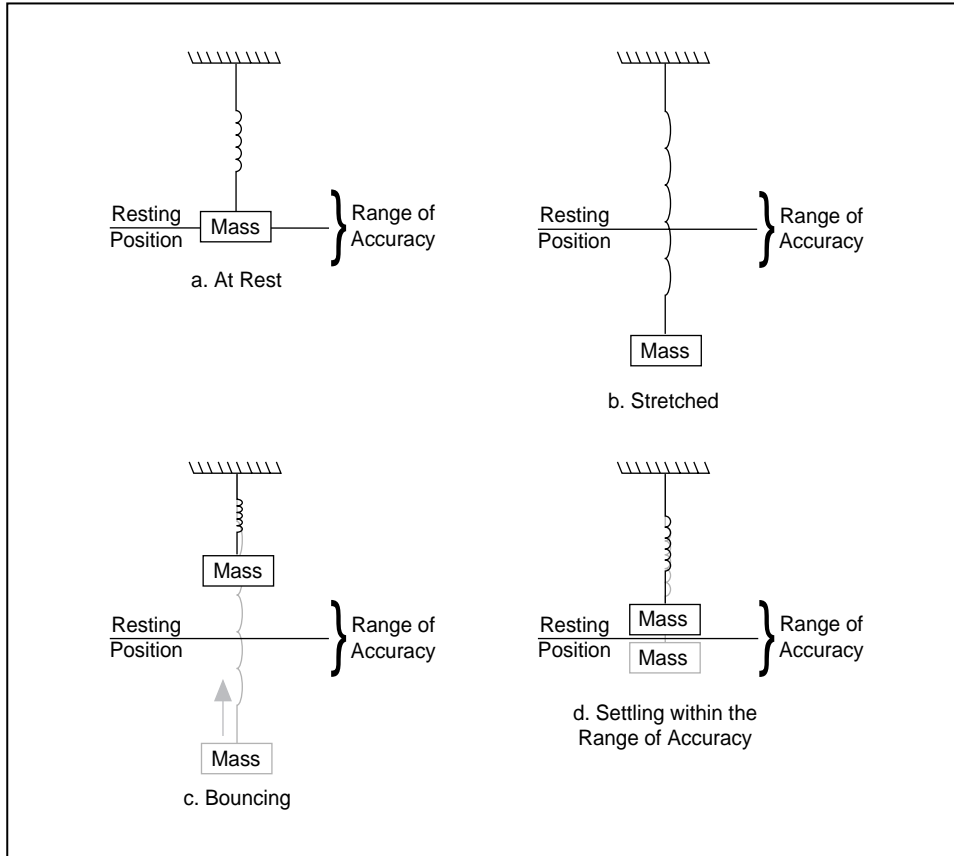 Resting
Position
Mass
Range of
Accuracy
a. At Rest
Resting
Position
Range of
Accuracy
Mass
b. Stretched
Mass
Resting
Position
Range of
Accuracy
Mass
c. Bouncing
Mass
Resting
Position
Mass
Range of
Accuracy
d. Settling within the
Range of Accuracy